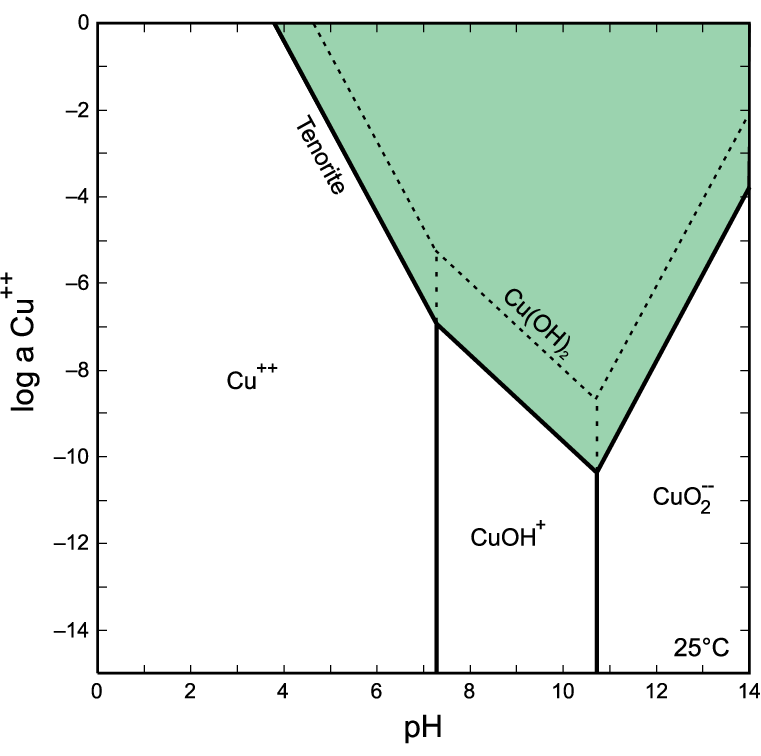 0
–2
–4
–6
–8
–10
–12
–14
log a Cu⁺⁺
Tenorite
Cu(OH)₂
Cu⁺⁺
CuO₂⁻⁻
CuOH⁺
25°C
0 2 4 6 8 10 12 14
pH